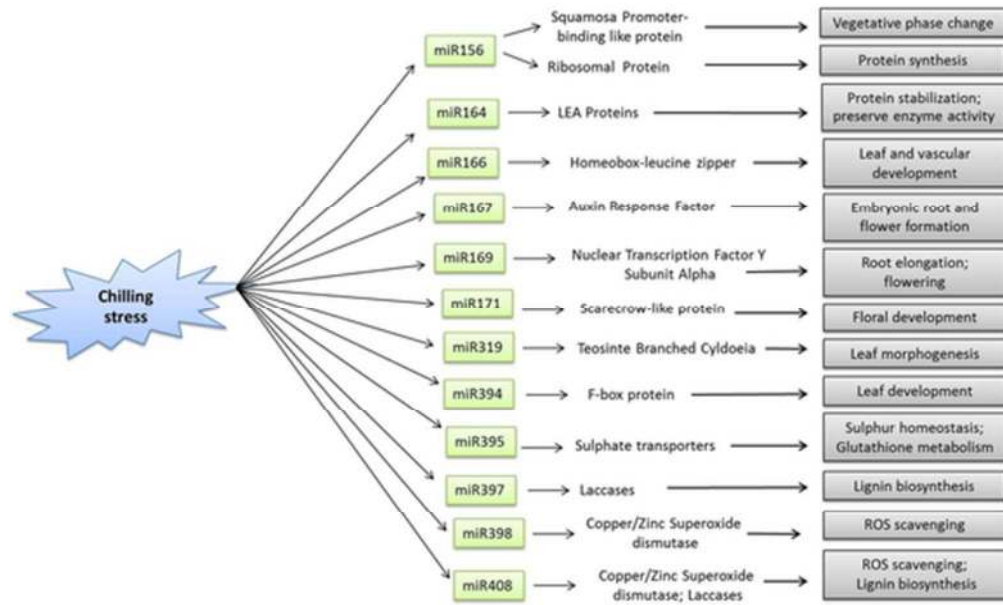 Chilling
stress
miR156
Squamosa Promoter-
binding like protein
Vegetative phase change
Ribosomal Protein
Protein synthesis
miR164
LEA Proteins
Protein stabilization;
preserve enzyme activity
miR166
Homeobox-leucine zipper
Leaf and vascular
development
miR167
Auxin Response Factor
Embryonic root and
flower formation
miR169
Nuclear Transcription Factor Y
Subunit Alpha
Root elongation;
flowering
miR171
Scarecrow-like protein
Floral development
miR319
Teosinte Branched Cyldoeia
Leaf morphogenesis
miR394
F-box protein
Leaf development
miR395
Sulphate transporters
Sulphur homeostasis;
Glutathione metabolism
miR397
Laccases
Lignin biosynthesis
miR398
Copper/Zinc Superoxide
dismutase
ROS scavenging
miR408
Copper/Zinc Superoxide
dismutase; Laccases
ROS scavenging;
Lignin biosynthesis